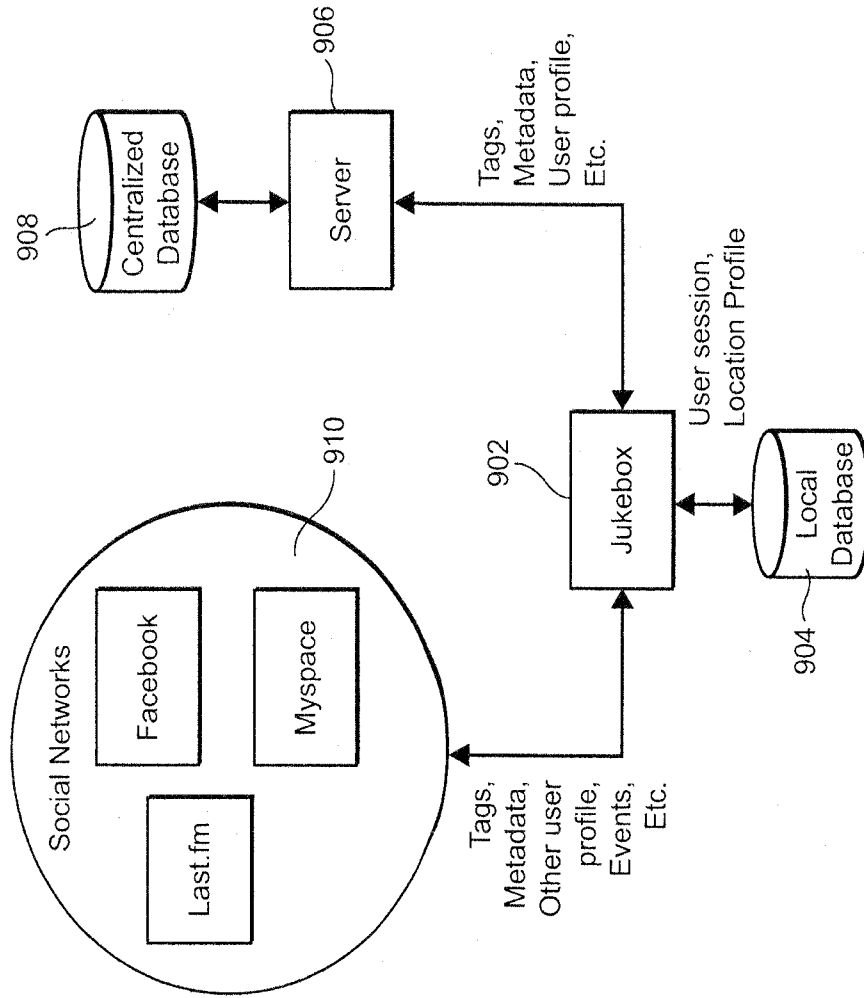 Social Networks
Last.fm
Facebook
Myspace
910
908
Centralized
Database
Server
906
Tags,
Metadata,
Other user
profile,
Events,
Etc.
902
Jukebox
Tags,
Metadata,
User profile,
Etc.
User session,
Location Profile
904
Local
Database